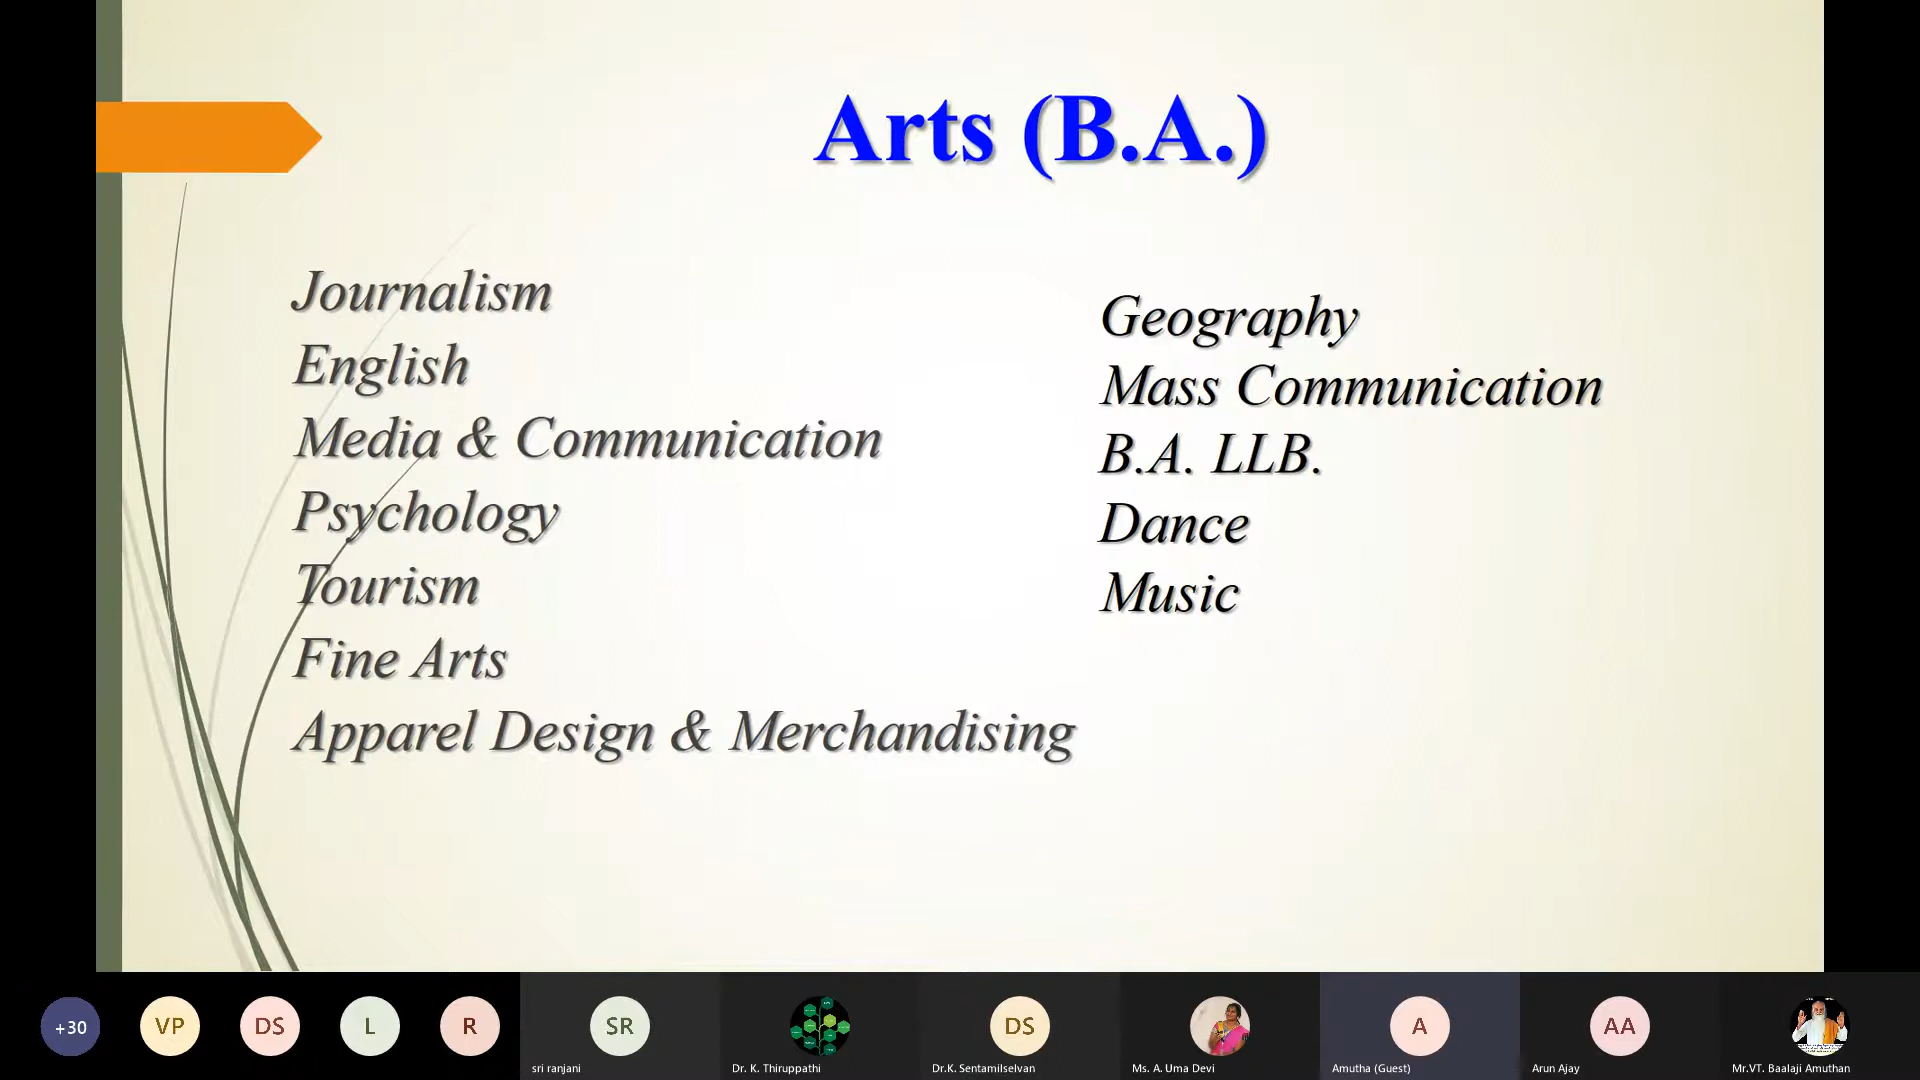 Arts (B.A.)
Journalism
English
Media & Communication
Psychology
Tourism
Fine Arts
Apparel Design & Merchandising
Geography
Mass Communication
B.A. LLB.
Dance
Music
+30
VP
DS
L
R
SR
sri ranjani
Dr. K. Thiruppathi
DS
Dr.K. Sentamilselvan
Ms. A. Uma Devi
A
Amutha (Guest)
AA
Arun Ajay
Mr.VT. Baalaji Amuthan